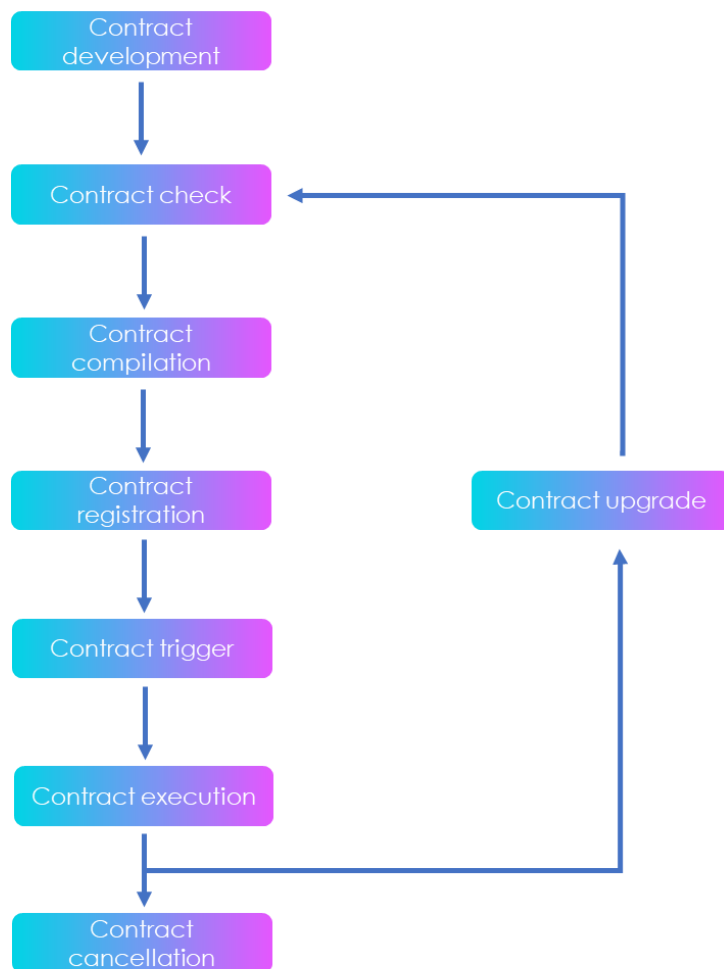 Contract
development
Contract check
Contract
compilation
Contract
registration
Contract upgrade
Contract trigger
Contract execution
Contract
cancellation